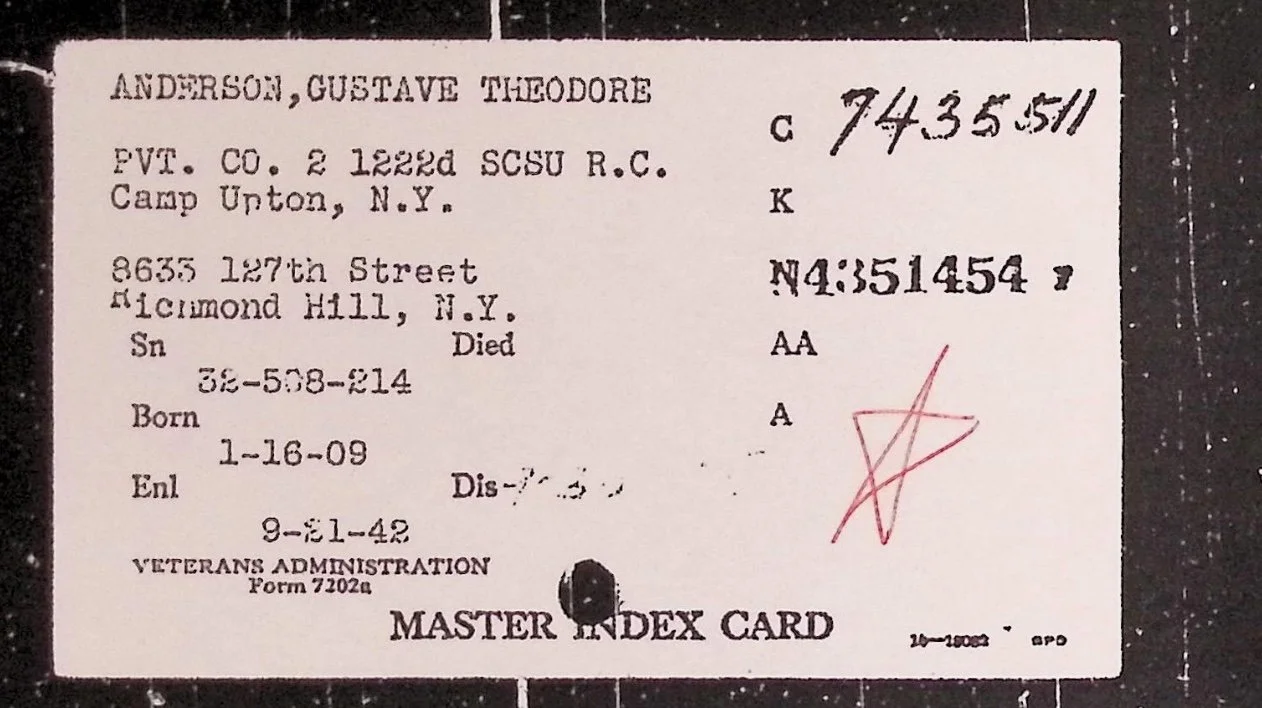 ANDERSON,GUSTAVE THEODORE
C 7435511
PVT. CO. 2 1222d SCSU R.C.
Camp Upton, N.Y.
K
8633 127th Street
N4351454
Richmond Hill, N.Y.
Sn Died
AA
32-508-214
Born
A
1-16-09
Enl Dis
9-21-42
VETERANS ADMINISTRATION
Form 7202a
MASTER INDEX CARD
GPO